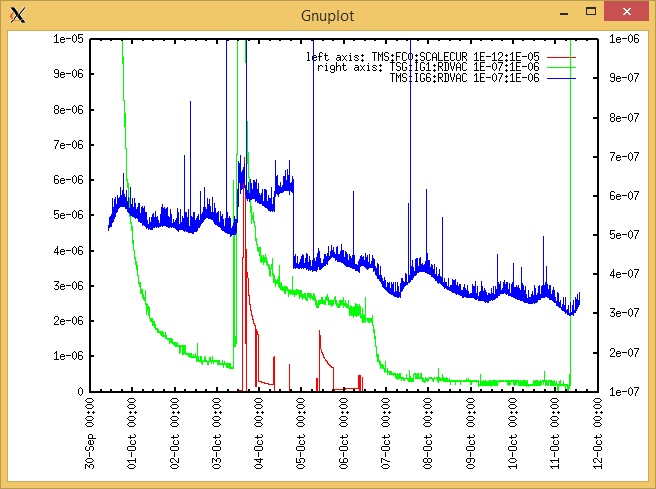 Gnuplot
1e-05 1e-06
left axis: TMS:FC0:SCALECUR 1E-12:1E-05
9e-06 right axis: TSG:IG1:RDVAC 1E-07:1E-06 9e-07
TMS:IG6:RDVAC 1E-07:1E-06
8e-06 8e-07
7e-06 7e-07
6e-06 6e-07
5e-06 5e-07
4e-06 4e-07
3e-06 3e-07
2e-06 2e-07
1e-06 2e-07
0 1e-07
30-Sep 00:00
01-Oct 00:00
02-Oct 00:00
03-Oct 00:00
04-Oct 00:00
05-Oct 00:00
06-Oct 00:00
07-Oct 00:00
08-Oct 00:00
09-Oct 00:00
10-Oct 00:00
11-Oct 00:00
12-Oct 00:00